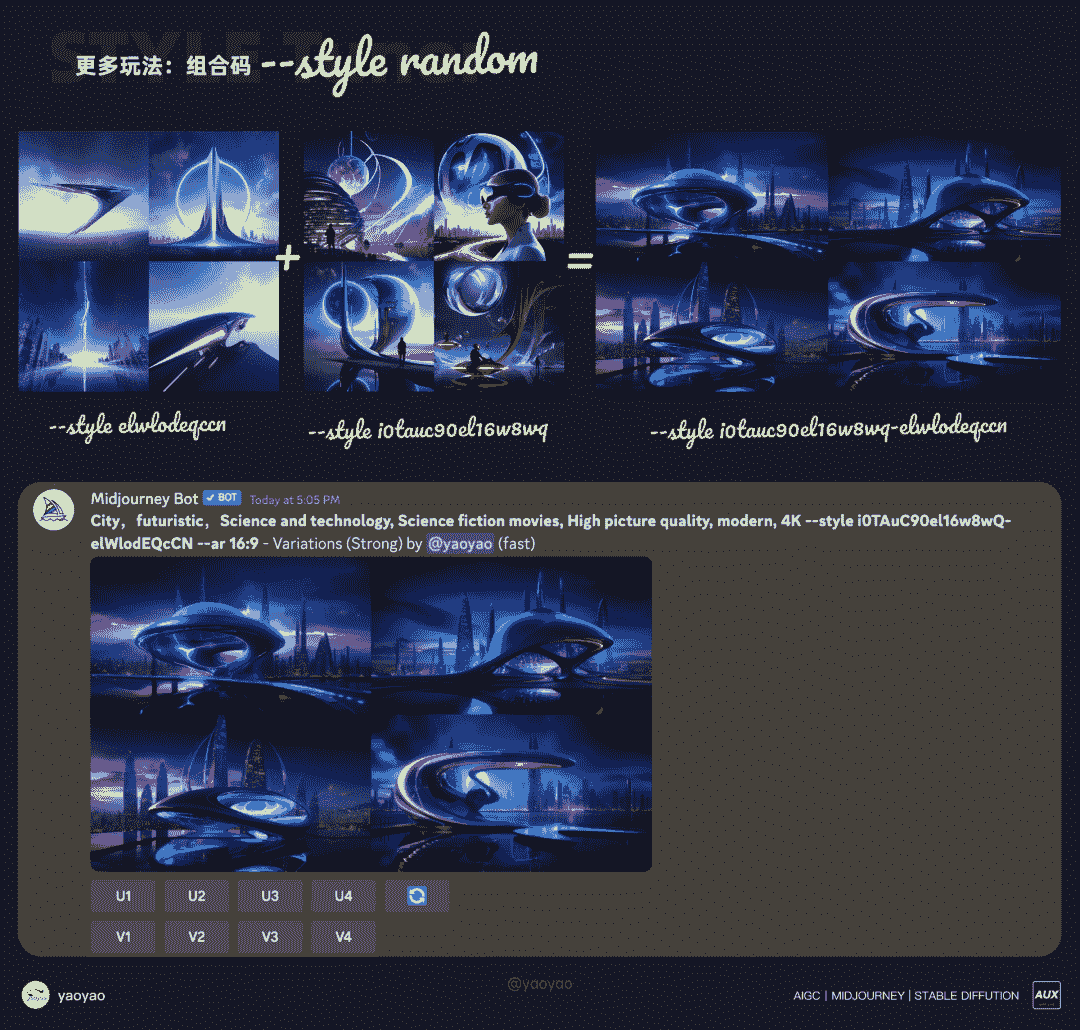 STYLE T
更多玩法：组合码 --style random
+
=
--style elwlodeqccn
--style i0tauc90el16w8wq
--style i0tauc90el16w8wq-elwlodeqccn
Midjourney Bot ✓ BOT Today at 5:05 PM
City， futuristic， Science and technology, Science fiction movies, High picture quality, modern, 4K --style i0TAuC90el16w8wQ-
elWlodEQcCN --ar 16:9 - Variations (Strong) by @yaoyao (fast)
U1 U2 U3 U4
V1 V2 V3 V4
@yaoyao
yaoyao
AIGC | MIDJOURNEY | STABLE DIFFUTION AUX